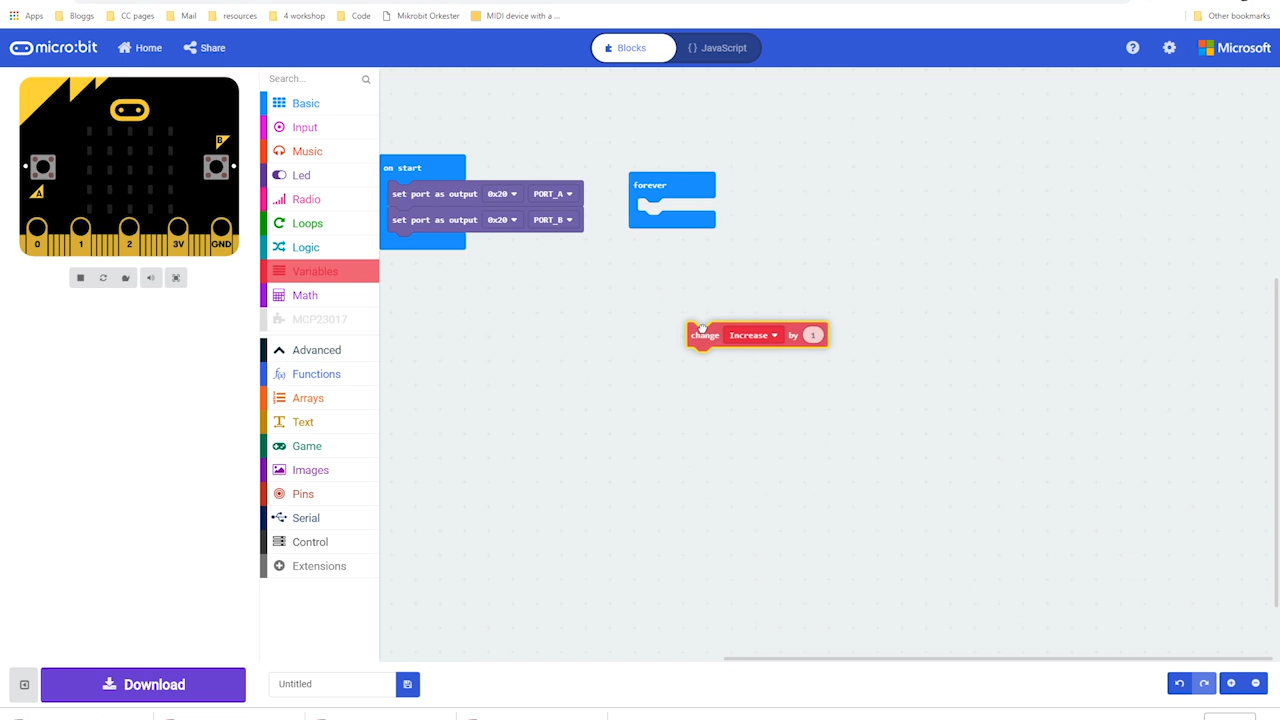 Apps Bloggs CC pages Mail resources 4 workshop Code Mikrobit Orkester MIDI device with a ... Other bookmarks
micro:bit Home Share Blocks {} JavaScript ? Microsoft
Search...
Basic
Input
Music
Led
Radio
Loops
Logic
Variables
Math
MCP23017
Advanced
Functions
Arrays
Text
Game
Images
Pins
Serial
Control
Extensions
A
B
0 1 2 3V GND
on start
set port as output 0x20 PORT_A
set port as output 0x20 PORT_B
forever
change Increase by 1
Download
Untitled